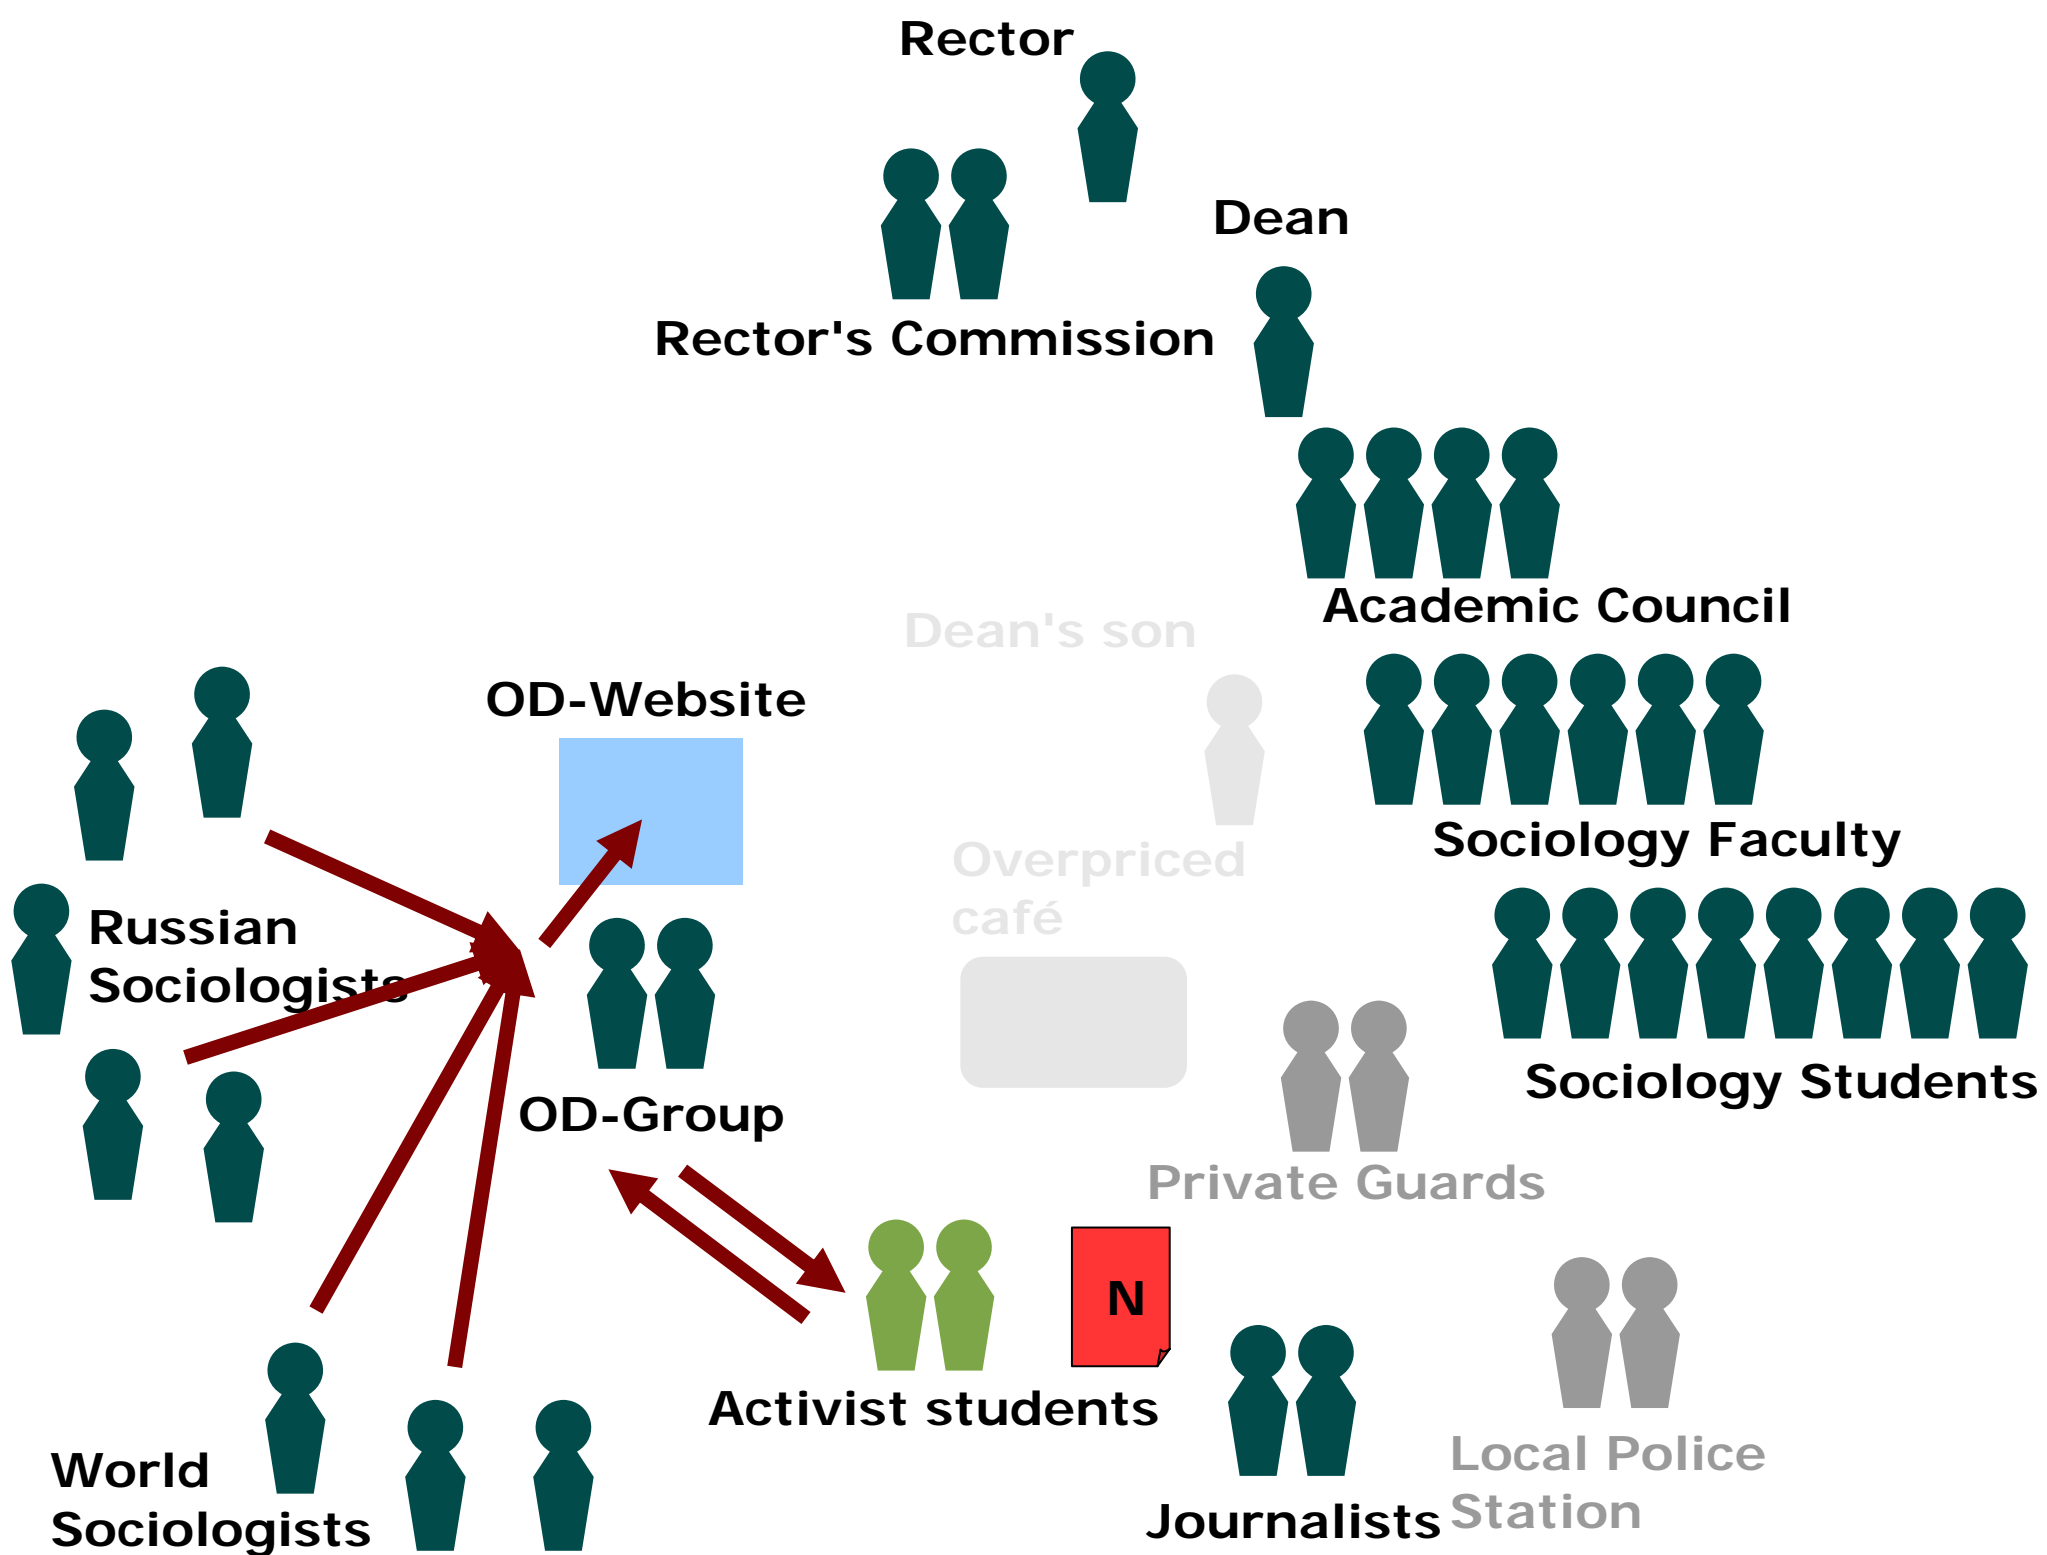 Rector
Dean
Rector's Commission
Academic Council
Dean's son
OD-Website
Sociology Faculty
Overpriced
café
Russian
Sociologists
Sociology Students
OD-Group
Private Guards
N
Activist students
World
Sociologists
Local Police
Station
Journalists